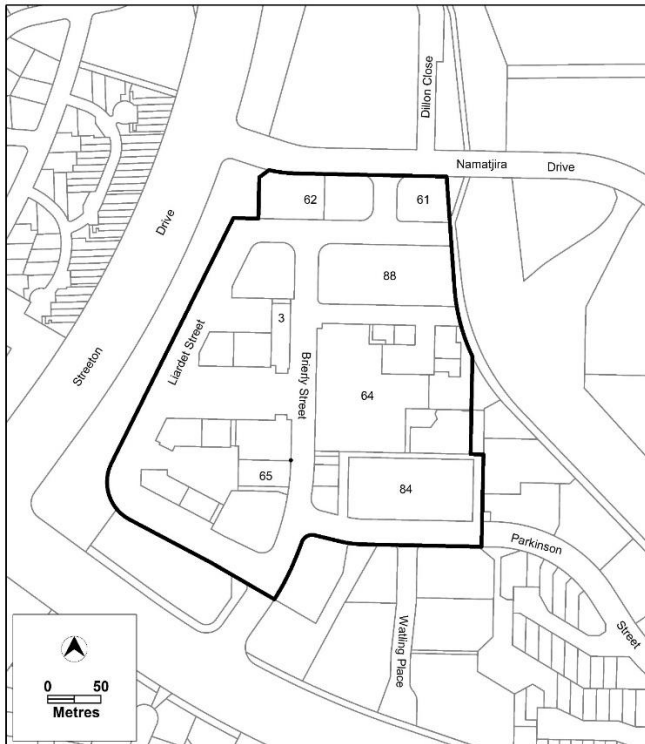 Dillon Close
Namatjira
Drive
62
61
Drive
88
3
Liardet Street
Streeton
Brierly Street
64
65
84
Parkinson
Street
Watling Place
0 50
Metres